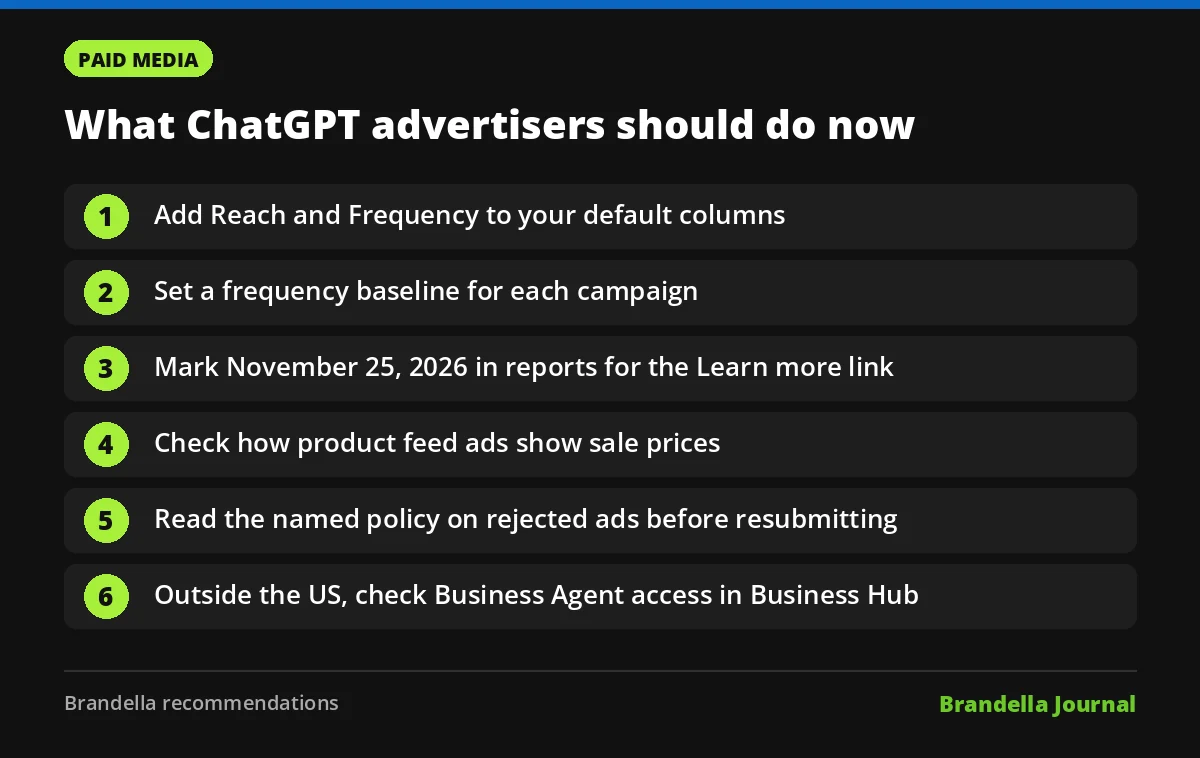 PAID MEDIA
What ChatGPT advertisers should do now
1 Add Reach and Frequency to your default columns
2 Set a frequency baseline for each campaign
3 Mark November 25, 2026 in reports for the Learn more link
4 Check how product feed ads show sale prices
5 Read the named policy on rejected ads before resubmitting
6 Outside the US, check Business Agent access in Business Hub
Brandella recommendations
Brandella Journal